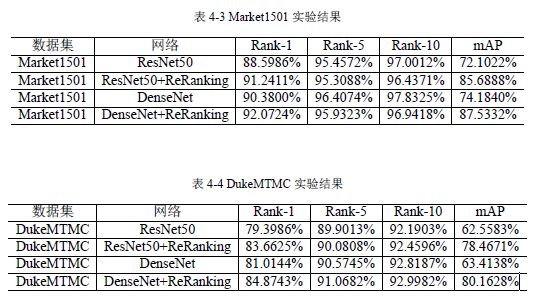 表 4-3 Market1501 实验结果
数据集 网络 Rank-1 Rank-5 Rank-10 mAP
Market1501 ResNet50 88.5986% 95.4572% 97.0012% 72.1022%
Market1501 ResNet50+ReRanking 91.2411% 95.3088% 96.4371% 85.6888%
Market1501 DenseNet 90.3800% 96.4074% 97.8325% 74.1840%
Market1501 DenseNet+ReRanking 92.0724% 95.9323% 96.9418% 87.5332%
表 4-4 DukeMTMC 实验结果
数据集 网络 Rank-1 Rank-5 Rank-10 mAP
DukeMTMC ResNet50 79.3986% 89.9013% 92.1903% 62.5583%
DukeMTMC ResNet50+ReRanking 83.6625% 90.0808% 92.4596% 78.4671%
DukeMTMC DenseNet 81.0144% 90.5745% 92.8187% 63.4138%
DukeMTMC DenseNet+ReRanking 84.8743% 91.0682% 92.9982% 80.1628%